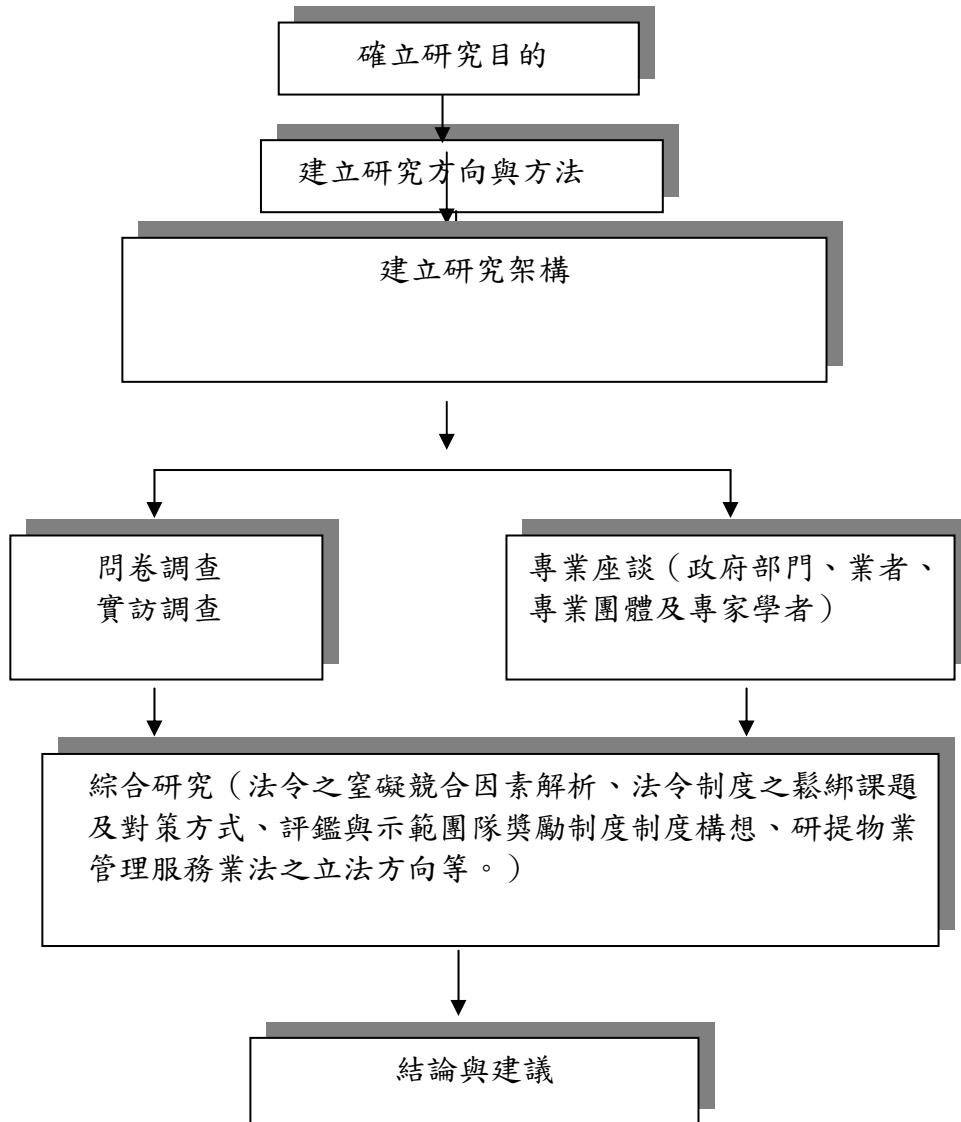 確立研究目的
建立研究方向與方法
建立研究架構
問卷調查
實訪調查
專業座談（政府部門、業者、
專業團體及專家學者）
綜合研究（法令之窒礙競合因素解析、法令制度之鬆綁課題
及對策方式、評鑑與示範團隊獎勵制度制度構想、研提物業
管理服務業法之立法方向等。）
結論與建議